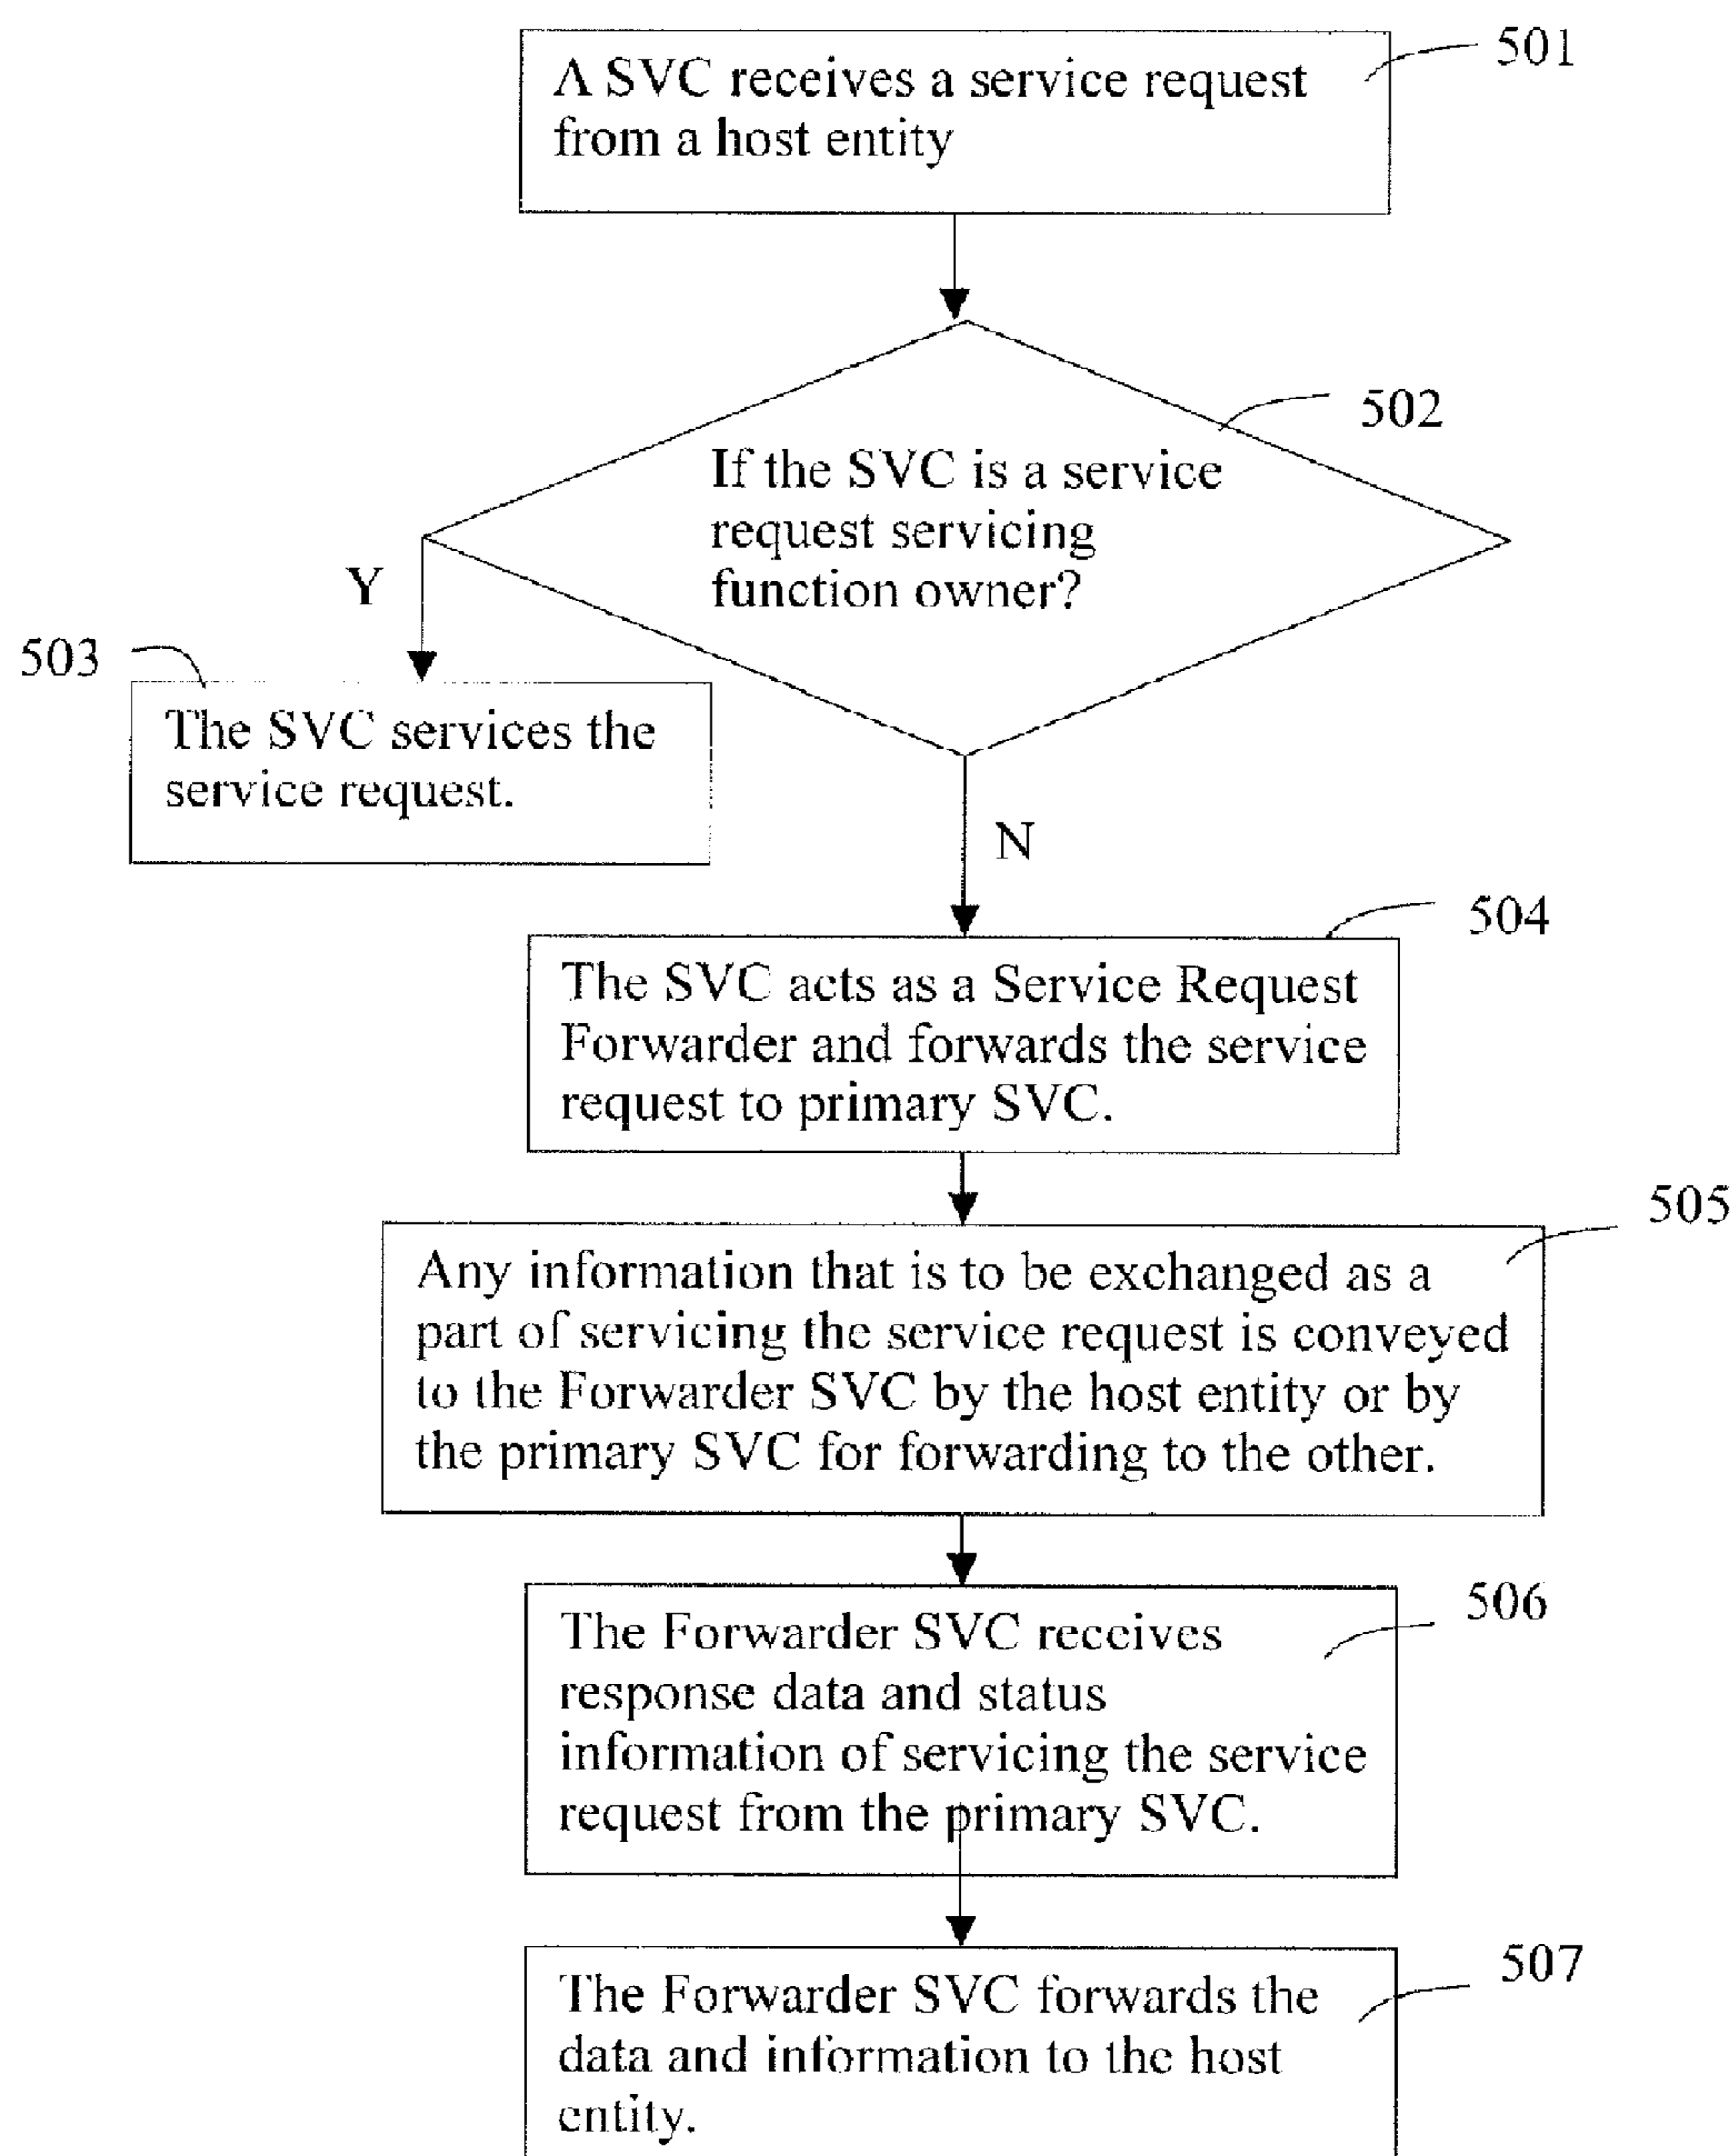 501
A SVC receives a service request
from a host entity
502
If the SVC is a service
request servicing
function owner?
Y
503
The SVC services the
service request.
N
504
The SVC acts as a Service Request
Forwarder and forwards the service
request to primary SVC.
505
Any information that is to be exchanged as a
part of servicing the service request is conveyed
to the Forwarder SVC by the host entity or by
the primary SVC for forwarding to the other.
506
The Forwarder SVC receives
response data and status
information of servicing the service
request from the primary SVC.
507
The Forwarder SVC forwards the
data and information to the host
entity.